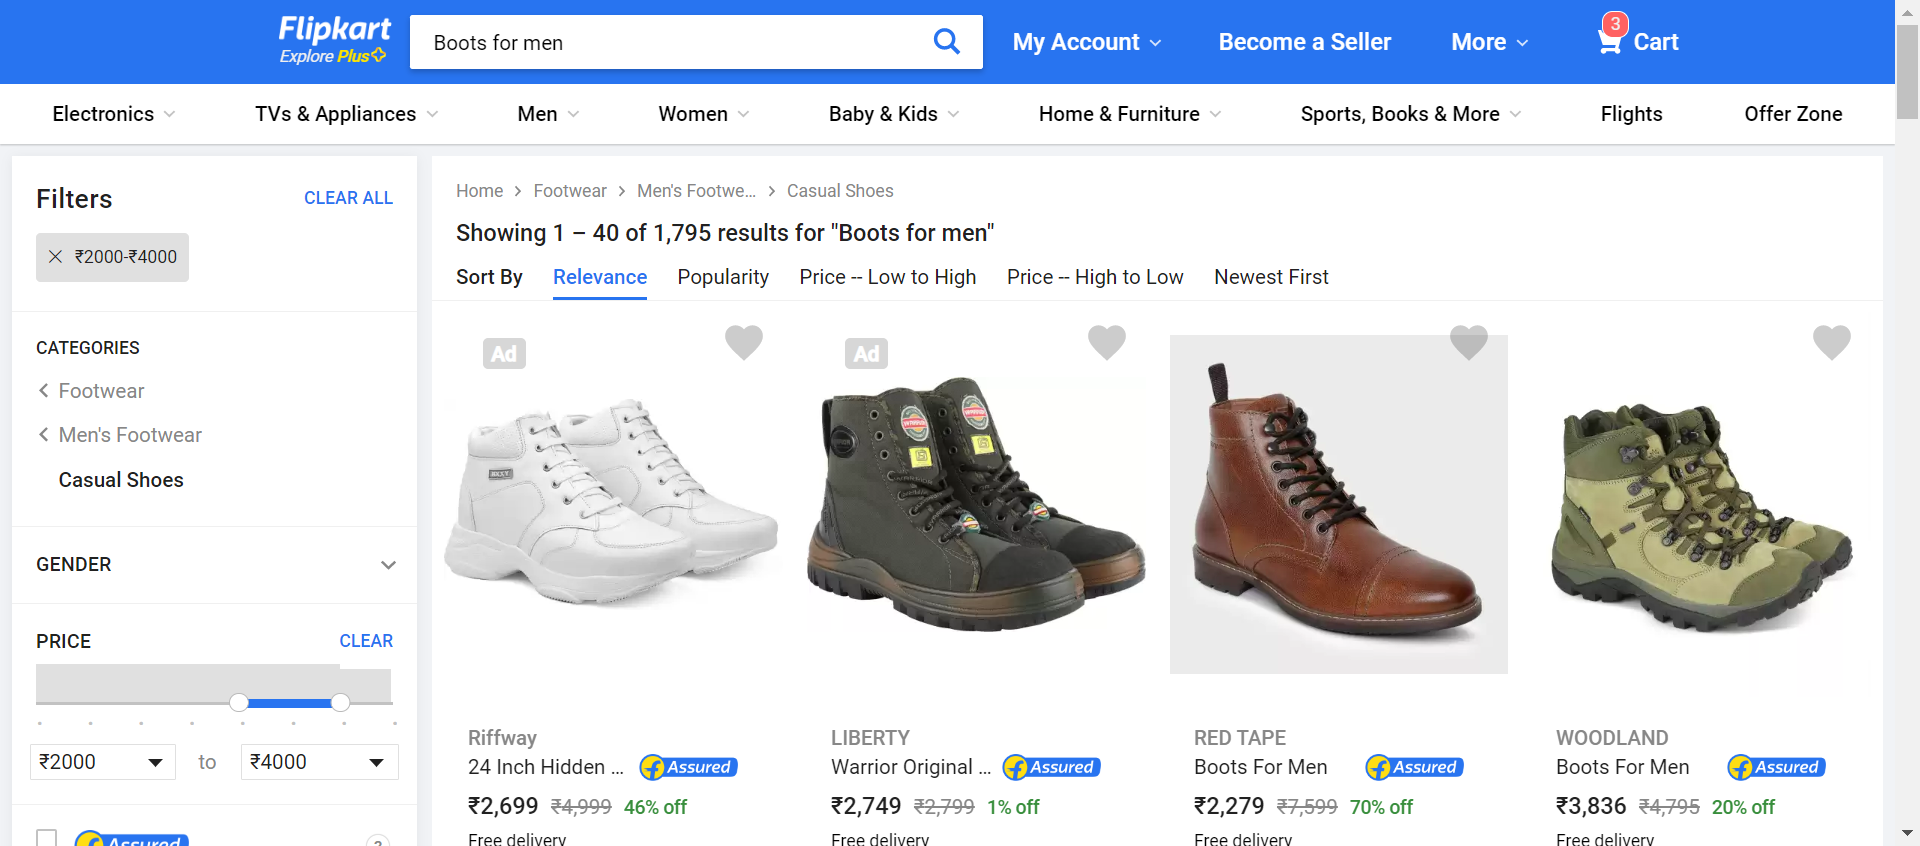 Flipkart
Explore Plus
Boots for men
My Account
Become a Seller
More
3
Cart
Electronics
TVs & Appliances
Men
Women
Baby & Kids
Home & Furniture
Sports, Books & More
Flights
Offer Zone
Filters
CLEAR ALL
₹2000-₹4000
CATEGORIES
Footwear
Men's Footwear
Casual Shoes
GENDER
PRICE
CLEAR
₹2000
to
₹4000
Assured
?
Home
Footwear
Men's Footwe...
Casual Shoes
Showing 1 – 40 of 1,795 results for "Boots for men"
Sort By
Relevance
Popularity
Price -- Low to High
Price -- High to Low
Newest First
Ad
Riffway
24 Inch Hidden ...
Assured
₹2,699 ₹4,999 46% off
Free delivery
Ad
LIBERTY
Warrior Original ...
Assured
₹2,749 ₹2,799 1% off
Free delivery
RED TAPE
Boots For Men
Assured
₹2,279 ₹7,599 70% off
Free delivery
WOODLAND
Boots For Men
Assured
₹3,836 ₹4,795 20% off
Free delivery